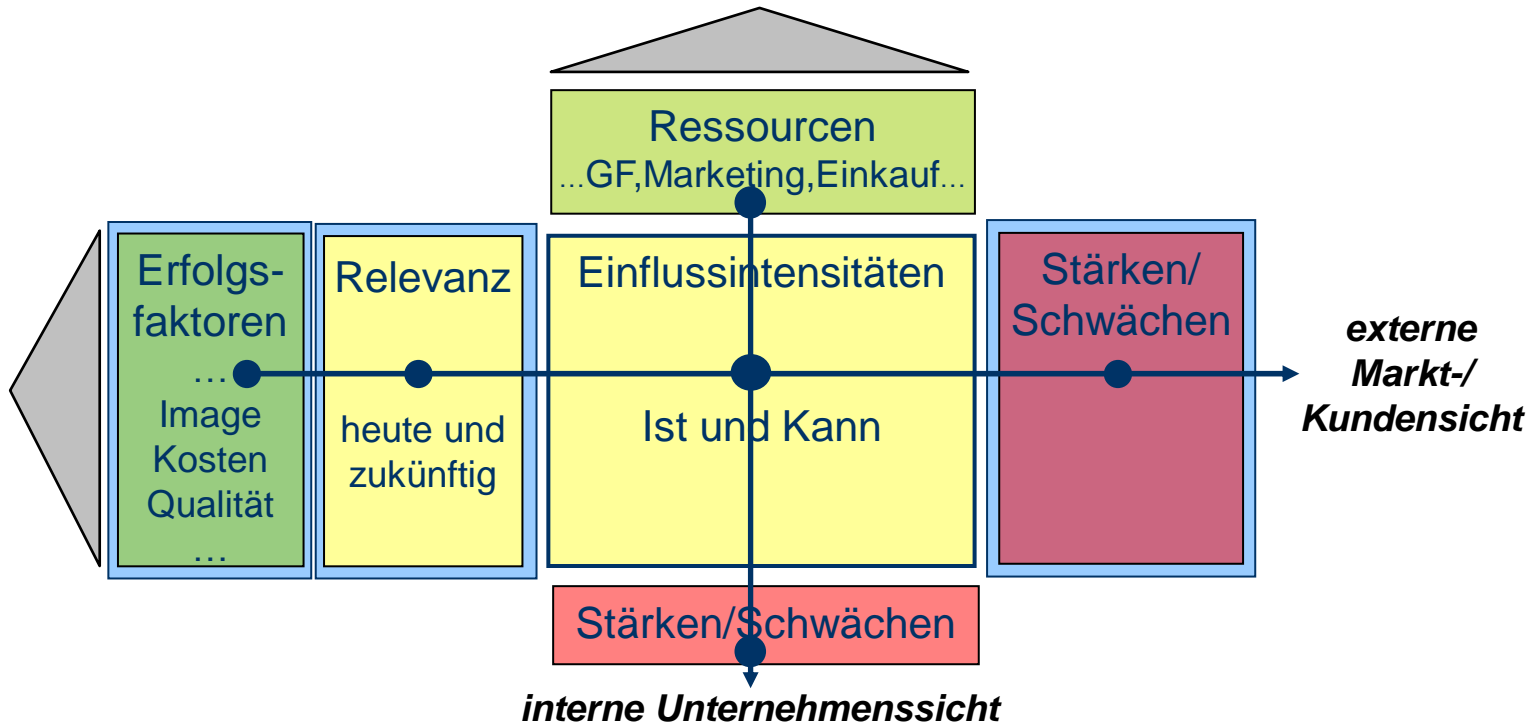 Ressourcen
...GF,Marketing,Einkauf...
Erfolgs-
faktoren
...
Image
Kosten
Qualität
...
Relevanz
heute und
zukünftig
Einflussintensitäten
Ist und Kann
Stärken/
Schwächen
externe
Markt-/
Kundensicht
Stärken/Schwächen
interne Unternehmenssicht